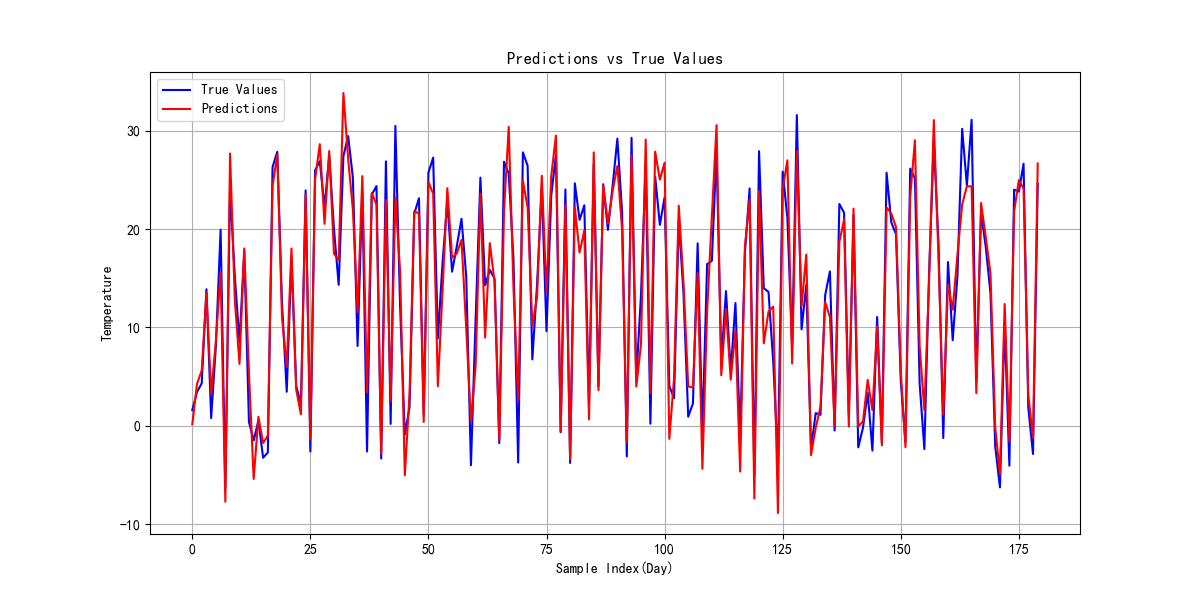 Predictions vs True Values
True Values
Predictions
Temperature
30
20
10
0
−10
0 25 50 75 100 125 150 175
Sample Index(Day)